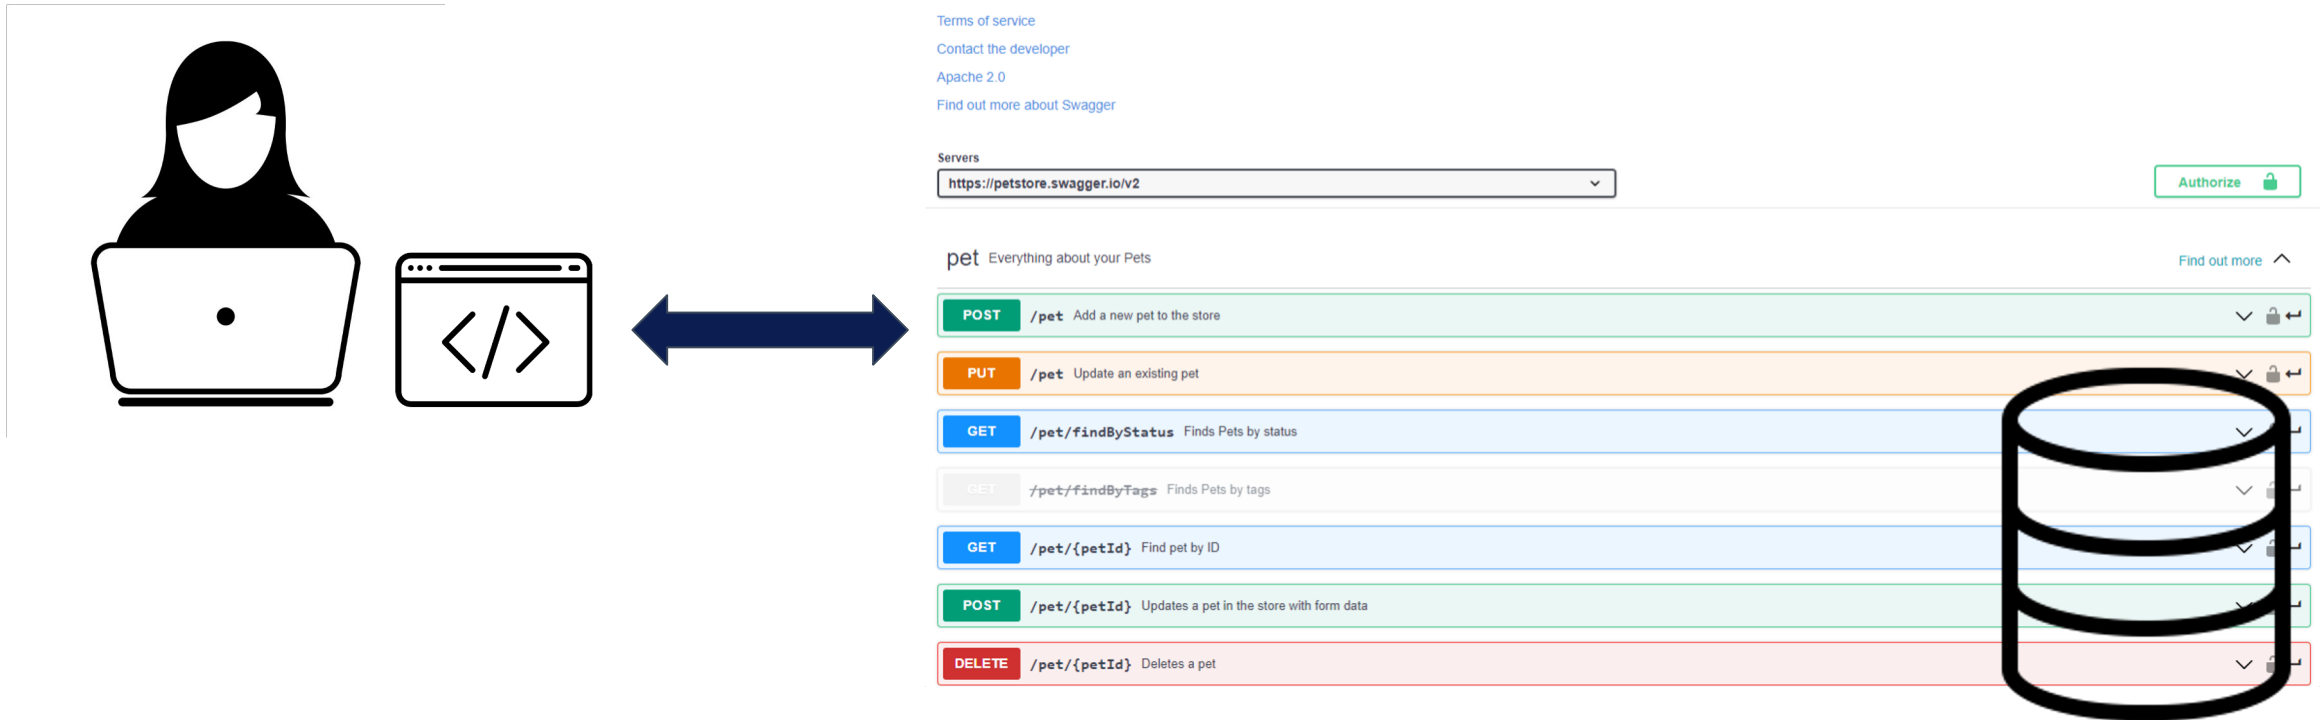 Terms of service
Contact the developer
Apache 2.0
Find out more about Swagger
Servers
https://petstore.swagger.io/v2
Authorize
pet Everything about your Pets
Find out more
POST /pet Add a new pet to the store
PUT /pet Update an existing pet
GET /pet/findByStatus Finds Pets by status
GET /pet/findByTags Finds Pets by tags
GET /pet/{petId} Find pet by ID
POST /pet/{petId} Updates a pet in the store with form data
DELETE /pet/{petId} Deletes a pet